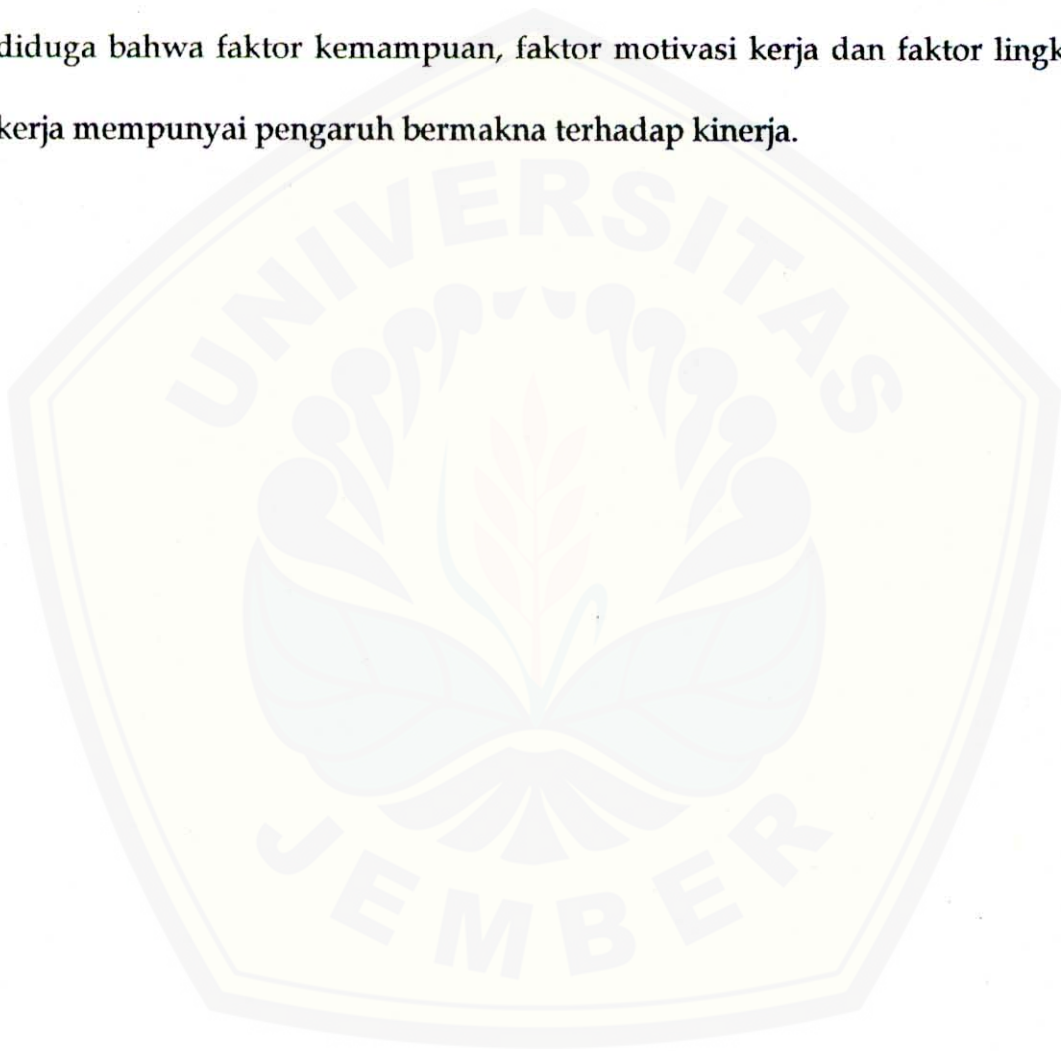 diduga bahwa faktor kemampuan, faktor motivasi kerja dan faktor lingk
kerja mempunyai pengaruh bermakna terhadap kinerja.
UNIVERSITAS
JEMBER